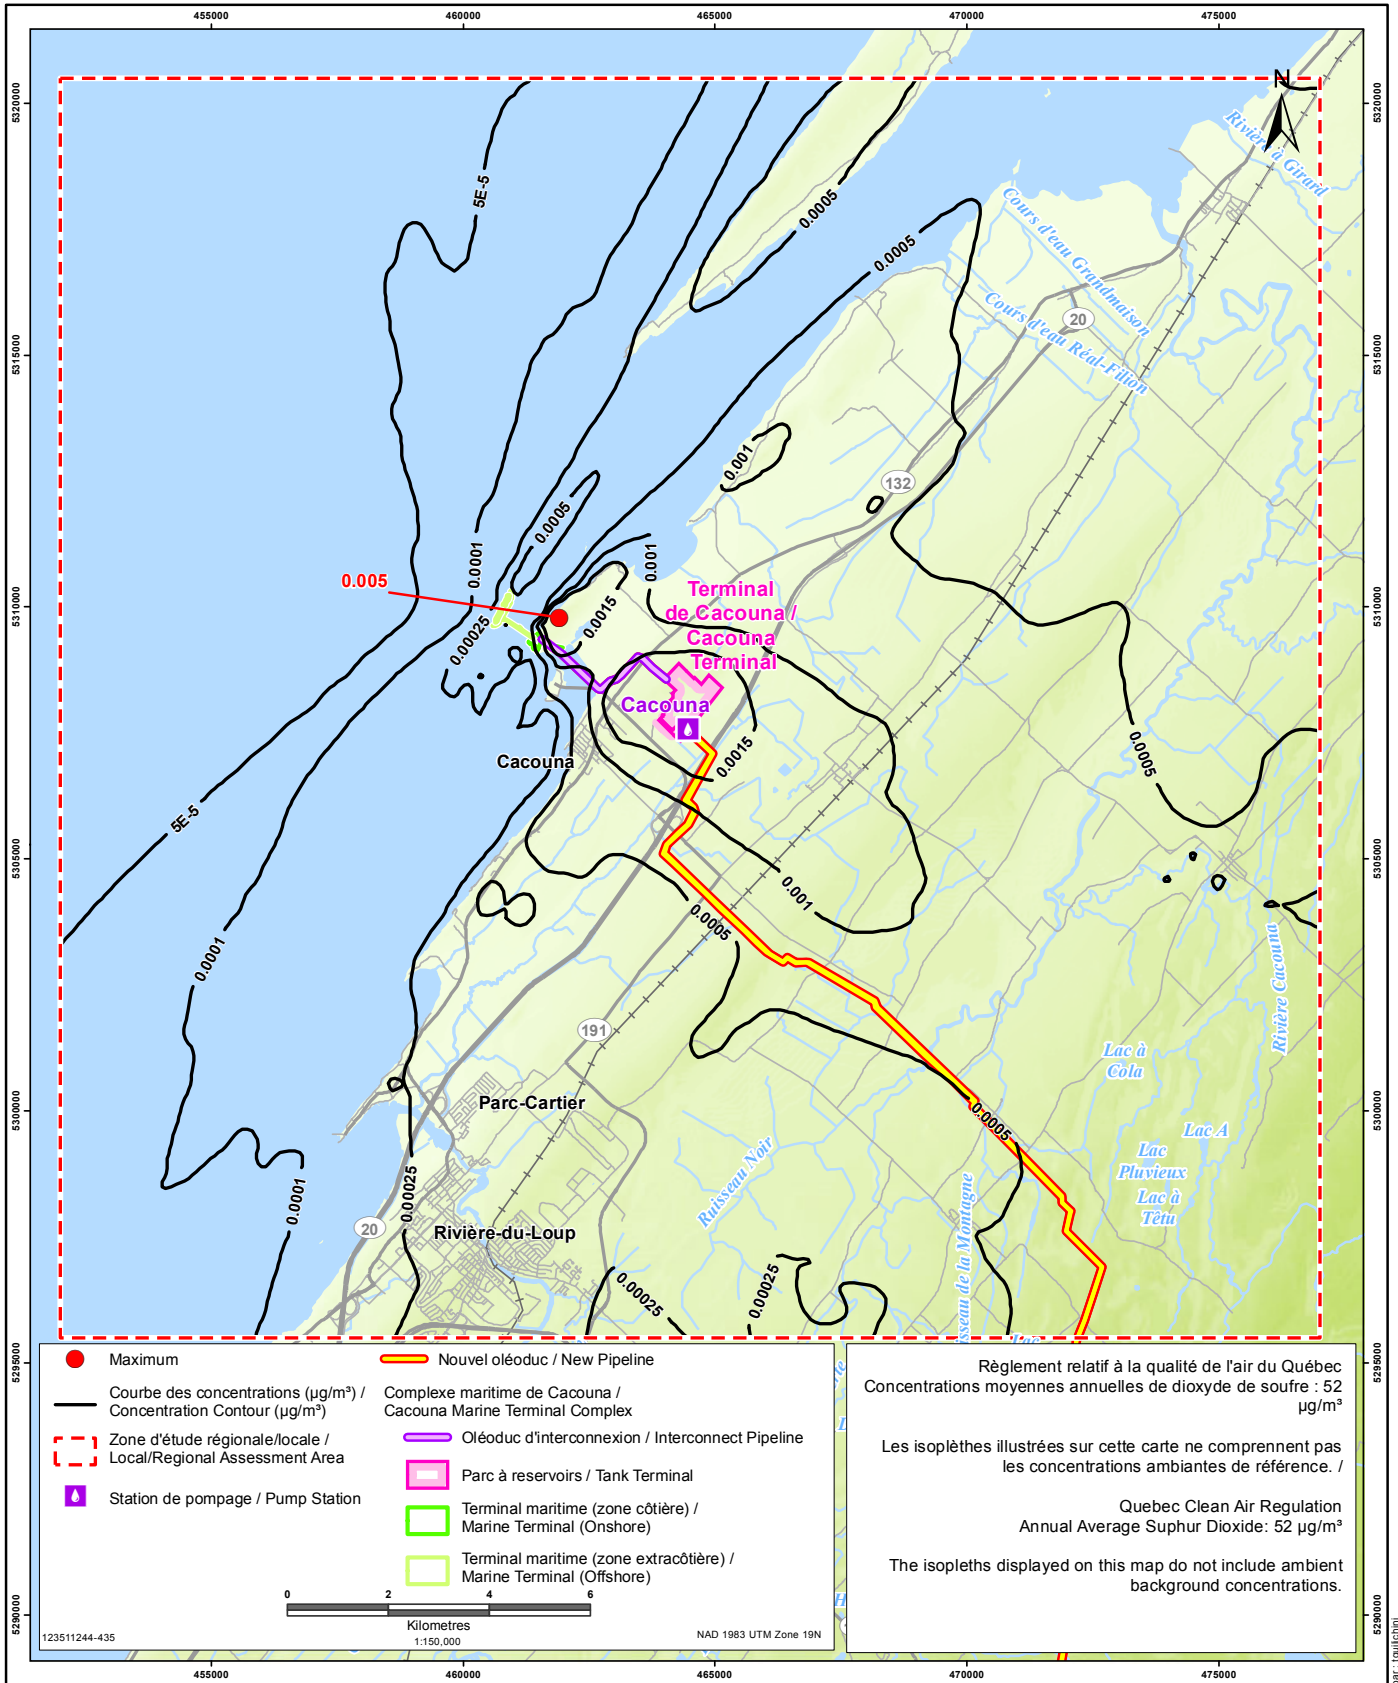 455000
460000
465000
470000
475000
5320000
5320000
5315000
5315000
5310000
5310000
5305000
5305000
5300000
5300000
5295000
5295000
5290000
5290000
N
Rivière à Girard
5E-5
0.0005
0.0005
Cours d'eau Grandmaison
Cours d'eau Réal-Filion
20
0.001
132
0.0005
0.0001
0.001
0.005
0.0015
0.00025
Terminal
de Cacouna /
Cacouna
Terminal
Cacouna
0.0015
Cacouna
0.0005
5E-5
0.001
0.0005
0.0001
Rivière Cacouna
191
Lac à
Cola
Parc-Cartier
0.0005
Lac A
Lac
Pluvieux
Lac à
Têtu
Ruisseau Noir
0.0001
0.00025
20
Rivière-du-Loup
isseau de la Montagne
0.00025
0.00025
Maximum
Courbe des concentrations (µg/m³) /
Concentration Contour (µg/m³)
Zone d'étude régionale/locale /
Local/Regional Assessment Area
Station de pompage / Pump Station
Nouvel oléoduc / New Pipeline
Complexe maritime de Cacouna /
Cacouna Marine Terminal Complex
Oléoduc d'interconnexion / Interconnect Pipeline
Parc à reservoirs / Tank Terminal
Terminal maritime (zone côtière) /
Marine Terminal (Onshore)
Terminal maritime (zone extracôtière) /
Marine Terminal (Offshore)
0 2 4 6
Kilometres
1:150,000
123511244-435
NAD 1983 UTM Zone 19N
Règlement relatif à la qualité de l'air du Québec
Concentrations moyennes annuelles de dioxyde de soufre : 52
µg/m³
Les isoplèthes illustrées sur cette carte ne comprennent pas
les concentrations ambiantes de référence. /
Quebec Clean Air Regulation
Annual Average Suphur Dioxide: 52 µg/m³
The isopleths displayed on this map do not include ambient
background concentrations.
455000
460000
465000
470000
475000